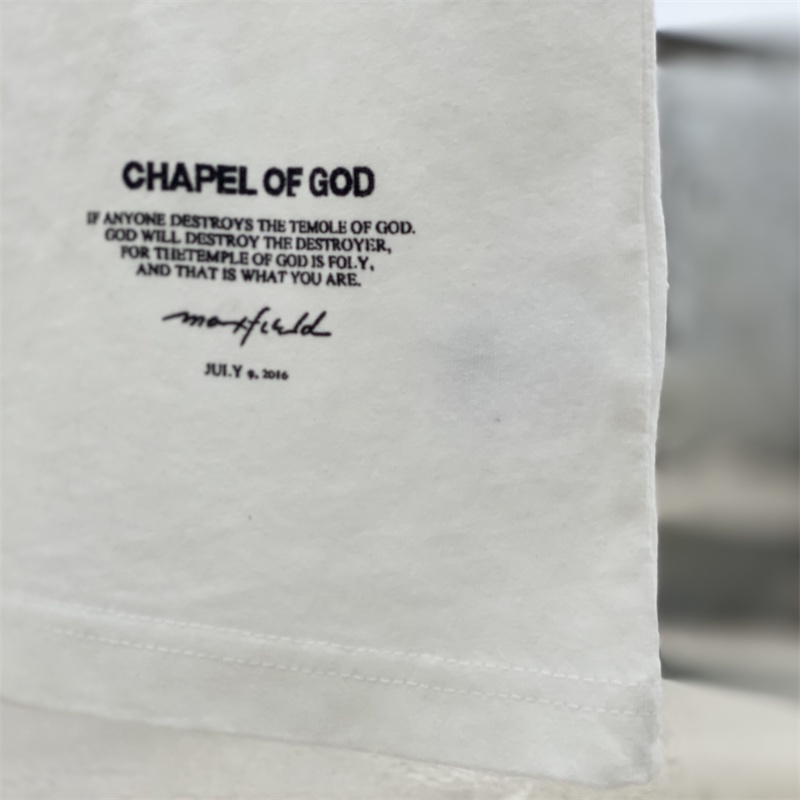 CHAPEL OF GOD
IF ANYONE DESTROYS THE TEMOLE OF GOD.
GOD WILL DESTROY THE DESTROYER,
FOR THETEMPLE OF GOD IS FOLY,
AND THAT IS WHAT YOU ARE.
maxfield
JULY 9, 2016